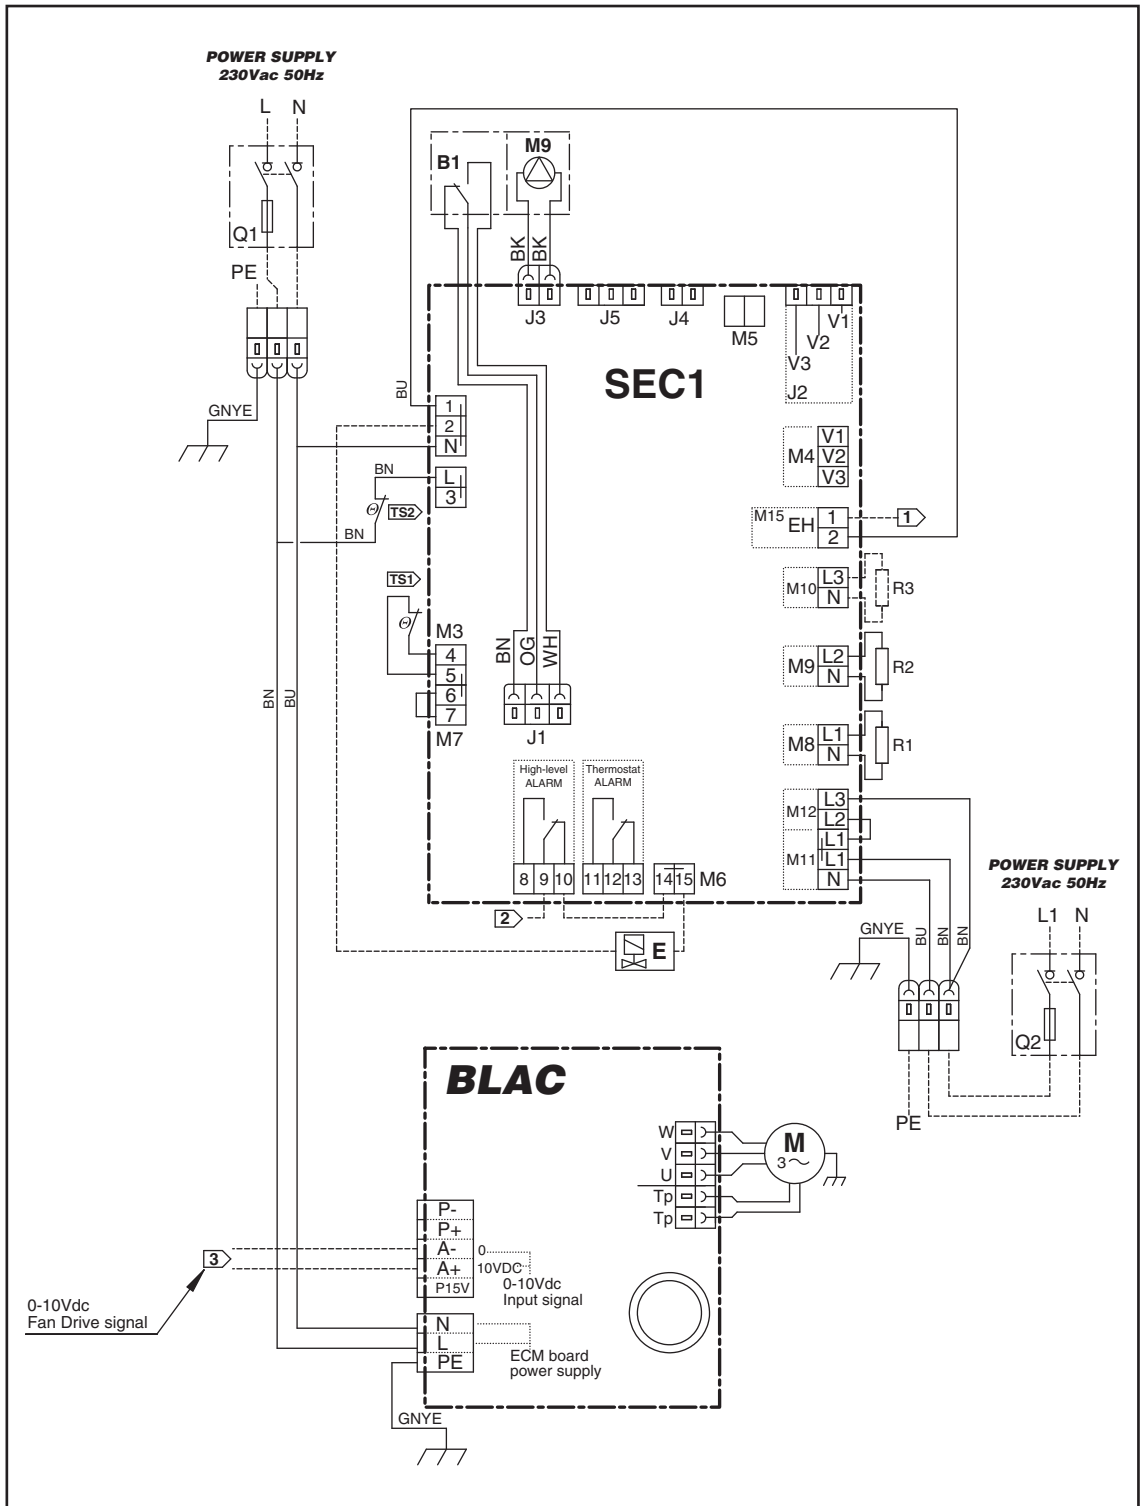 POWER SUPPLY
230Vac 50Hz
L N
Q1
PE
GNYE
B1
M9
BK
BK
J3
J5
J4
M5
V1
V2
V3
J2
SEC1
BU
1
2
N
BN
L
3
TS2
BN
TS1
Θ
Θ
M3
4
5
6
7
M7
BN
BU
BN
OG
WH
J1
M4
V1
V2
V3
M15
EH
1
2
1
M10
L3
N
R3
M9
L2
N
R2
M8
L1
N
R1
M12
L3
L2
L1
M11
L1
N
High-level
ALARM
Thermostat
ALARM
8 9 10
11 12 13
14 15
M6
2
E
POWER SUPPLY
230Vac 50Hz
L1 N
GNYE
BU
BN
BN
Q2
PE
BLAC
W
V
U
Tp
Tp
M
3~
P-
P+
A-
A+
P15V
0
10VDC
0-10Vdc
Input signal
3
0-10Vdc
Fan Drive signal
N
L
PE
ECM board
power supply
GNYE